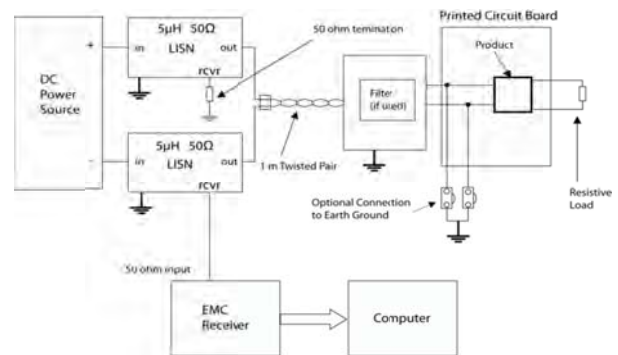 Printed Circuit Board
5µH 50Ω
LISN
in
out
RCVR
50 ohm temination
Product
+
DC
Power
Source
-
Filter
(if used)
5µH 50Ω
LISN
in
out
RCVR
1 m Twisted Pair
Optional Connection
to Earth Ground
Resistive
Load
50 ohm input
EMC
Receiver
Computer